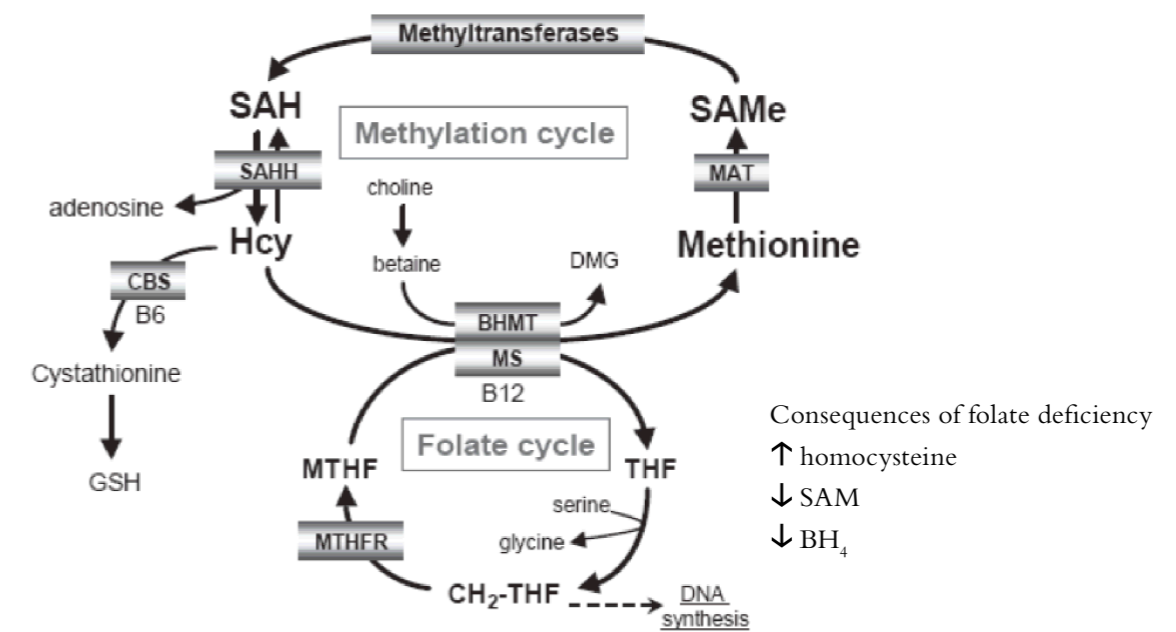 Methyltransferases
SAH
SAMe
Methylation cycle
SAHH
MAT
choline
adenosine
Hcy
Methionine
betaine
DMG
CBS
B6
BHMT
MS
B12
Cystathionine
Consequences of folate deficiency
↑ homocysteine
↓ SAM
↓ BH₄
Folate cycle
MTHF
THF
GSH
serine
glycine
MTHFR
CH₂-THF
DNA
synthesis